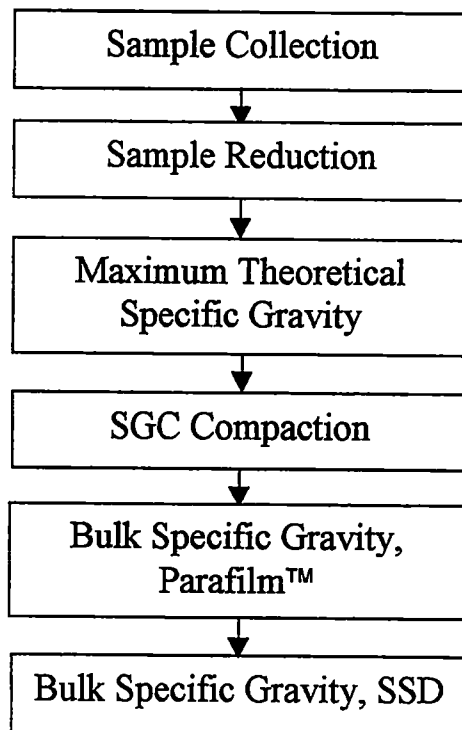 Sample Collection
Sample Reduction
Maximum Theoretical
Specific Gravity
SGC Compaction
Bulk Specific Gravity,
Parafilm™
Bulk Specific Gravity, SSD